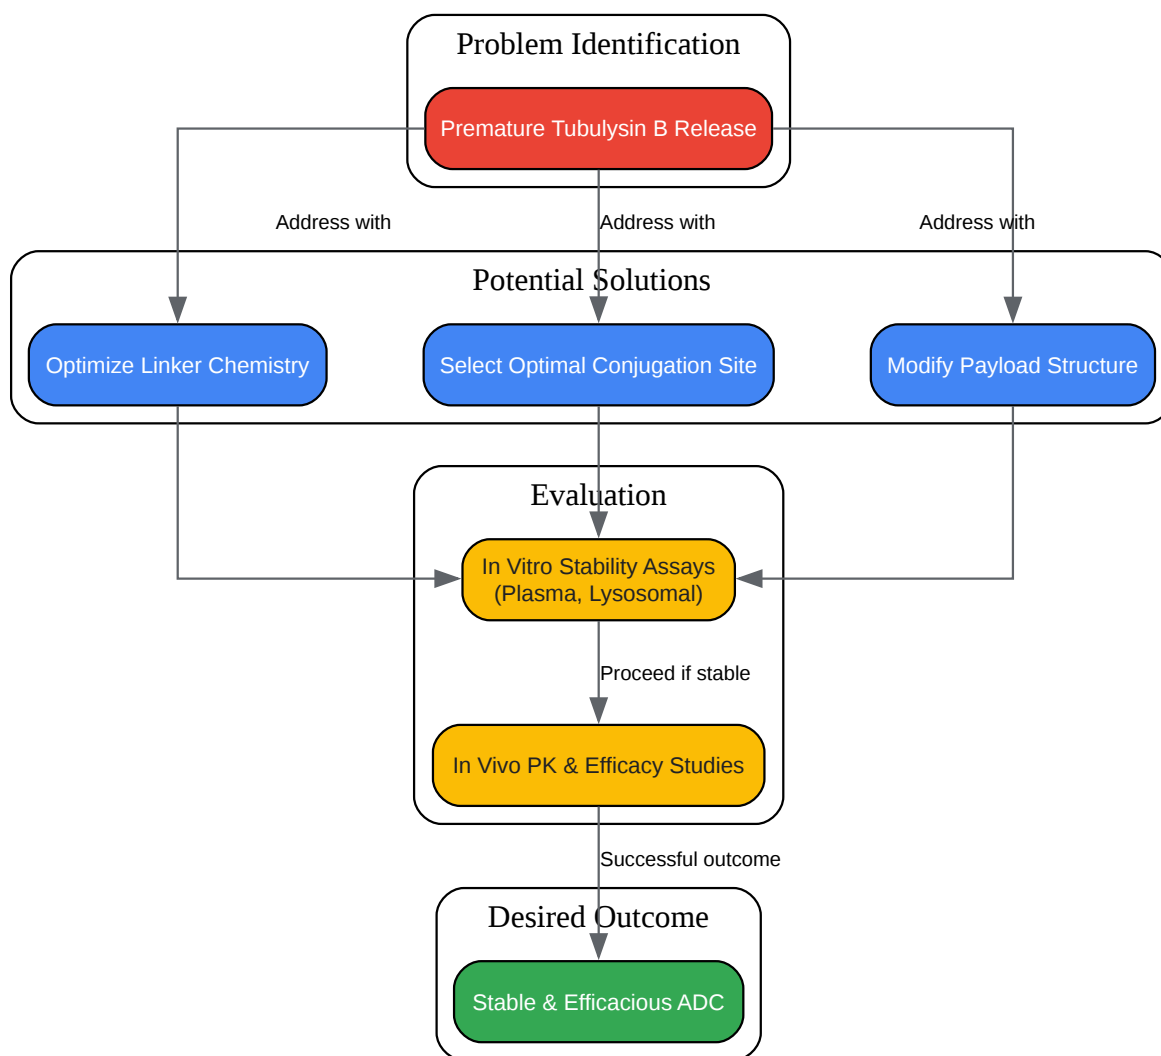 Problem Identification
Premature Tubulysin B Release
Address with
Address with
Address with
Potential Solutions
Optimize Linker Chemistry
Select Optimal Conjugation Site
Modify Payload Structure
Evaluation
In Vitro Stability Assays
(Plasma, Lysosomal)
Proceed if stable
In Vivo PK & Efficacy Studies
Successful outcome
Desired Outcome
Stable & Efficacious ADC